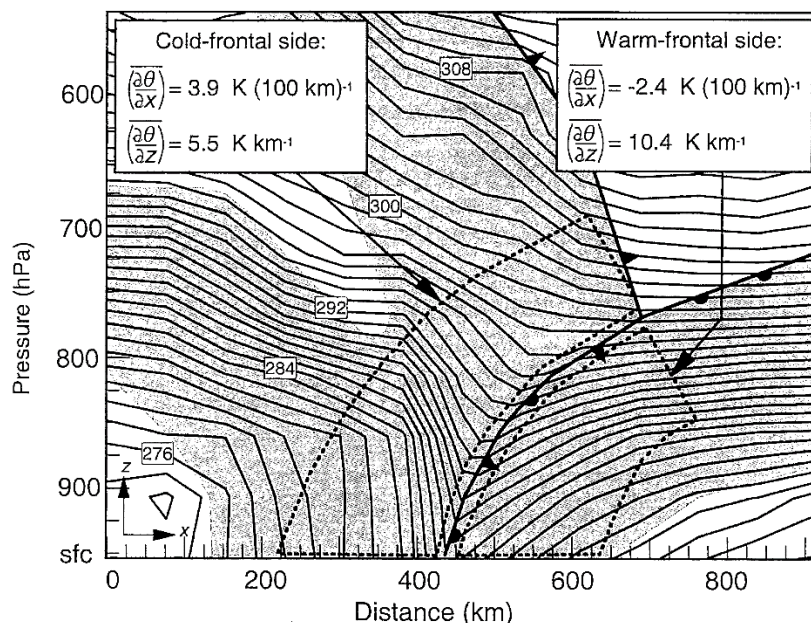 Cold-frontal side:
(∂θ/∂x) = 3.9 K (100 km)-1
(∂θ/∂z) = 5.5 K km-1
Warm-frontal side:
(∂θ/∂x) = -2.4 K (100 km)-1
(∂θ/∂z) = 10.4 K km-1
308
300
292
284
276
z
x
Pressure (hPa)
600
700
800
900
sfc
0
200
400
600
800
Distance (km)